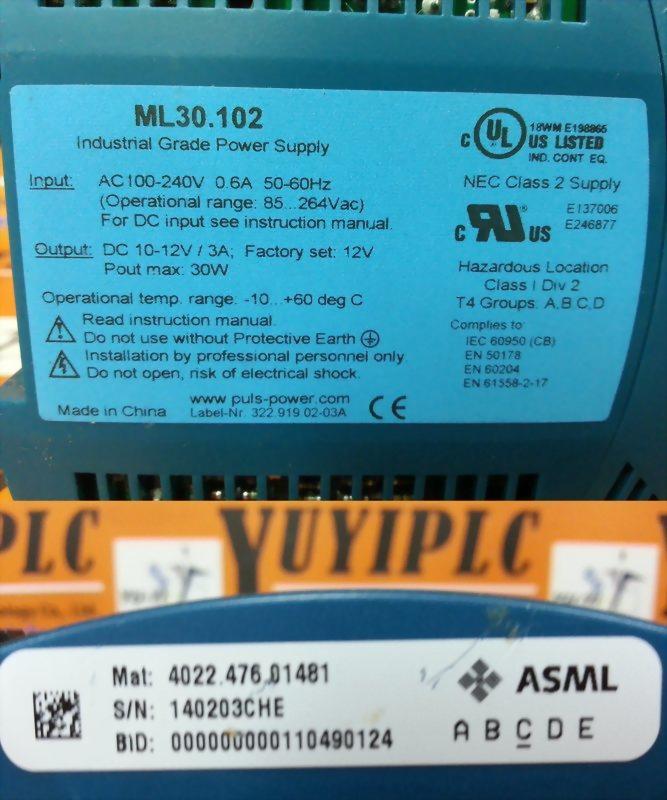 ML30.102
Industrial Grade Power Supply
Input: AC100-240V 0.6A 50-60Hz
(Operational range: 85...264Vac)
For DC input see instruction manual.
Output: DC 10-12V / 3A; Factory set: 12V
Pout max: 30W
Operational temp. range: -10...+60 deg C
Read instruction manual.
Do not use without Protective Earth
Installation by professional personnel only.
Do not open, risk of electrical shock.
www.puls-power.com
Made in China Label-Nr. 322.919.02-03A CE
C UL US LISTED
18WM E198865
IND. CONT. EQ.
NEC Class 2 Supply
C RU US
E137006
E246877
Hazardous Location
Class I Div 2
T4 Groups: A,B,C,D
Complies to:
IEC 60950 (CB)
EN 50178
EN 60204
EN 61558-2-17
PLC YUYIPLC
Mat: 4022.476.01481
S/N: 140203CHE
BID: 000000000110490124
ASML
A B C D E